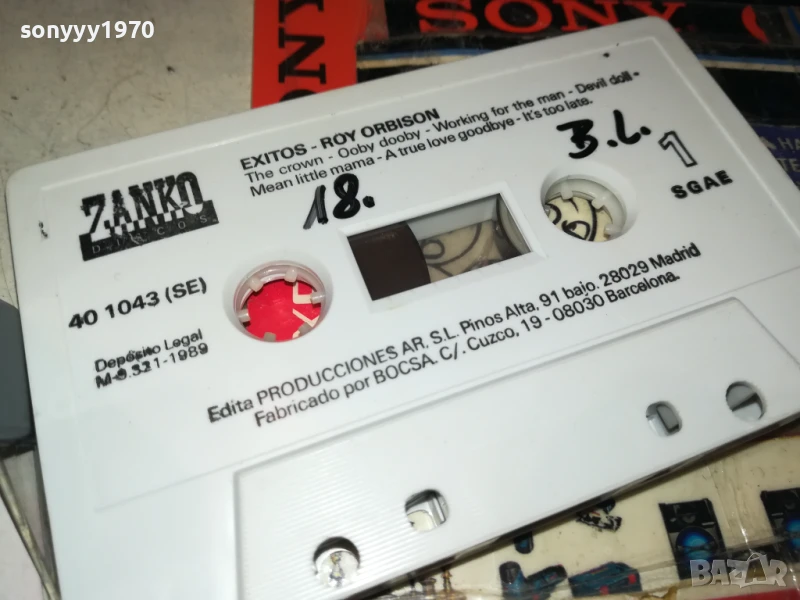 sonyyy1970
SONY
SONY
EXITOS - ROY ORBISON
The crown - Ooby dooby - Working for the man - Devil doll -
Mean little mama - A true love goodbye - It's too late.
ZANKO
DISCOS
18.
B.L.
1
SGAE
40 1043 (SE)
Depósito Legal
1989
Edita PRODUCCIONES AR, S.L. Pinos Alta, 91 bajo. 28029 Madrid
Fabricado por BOCSA. C/. Cuzco, 19 - 08030 Barcelona.
BAZAR